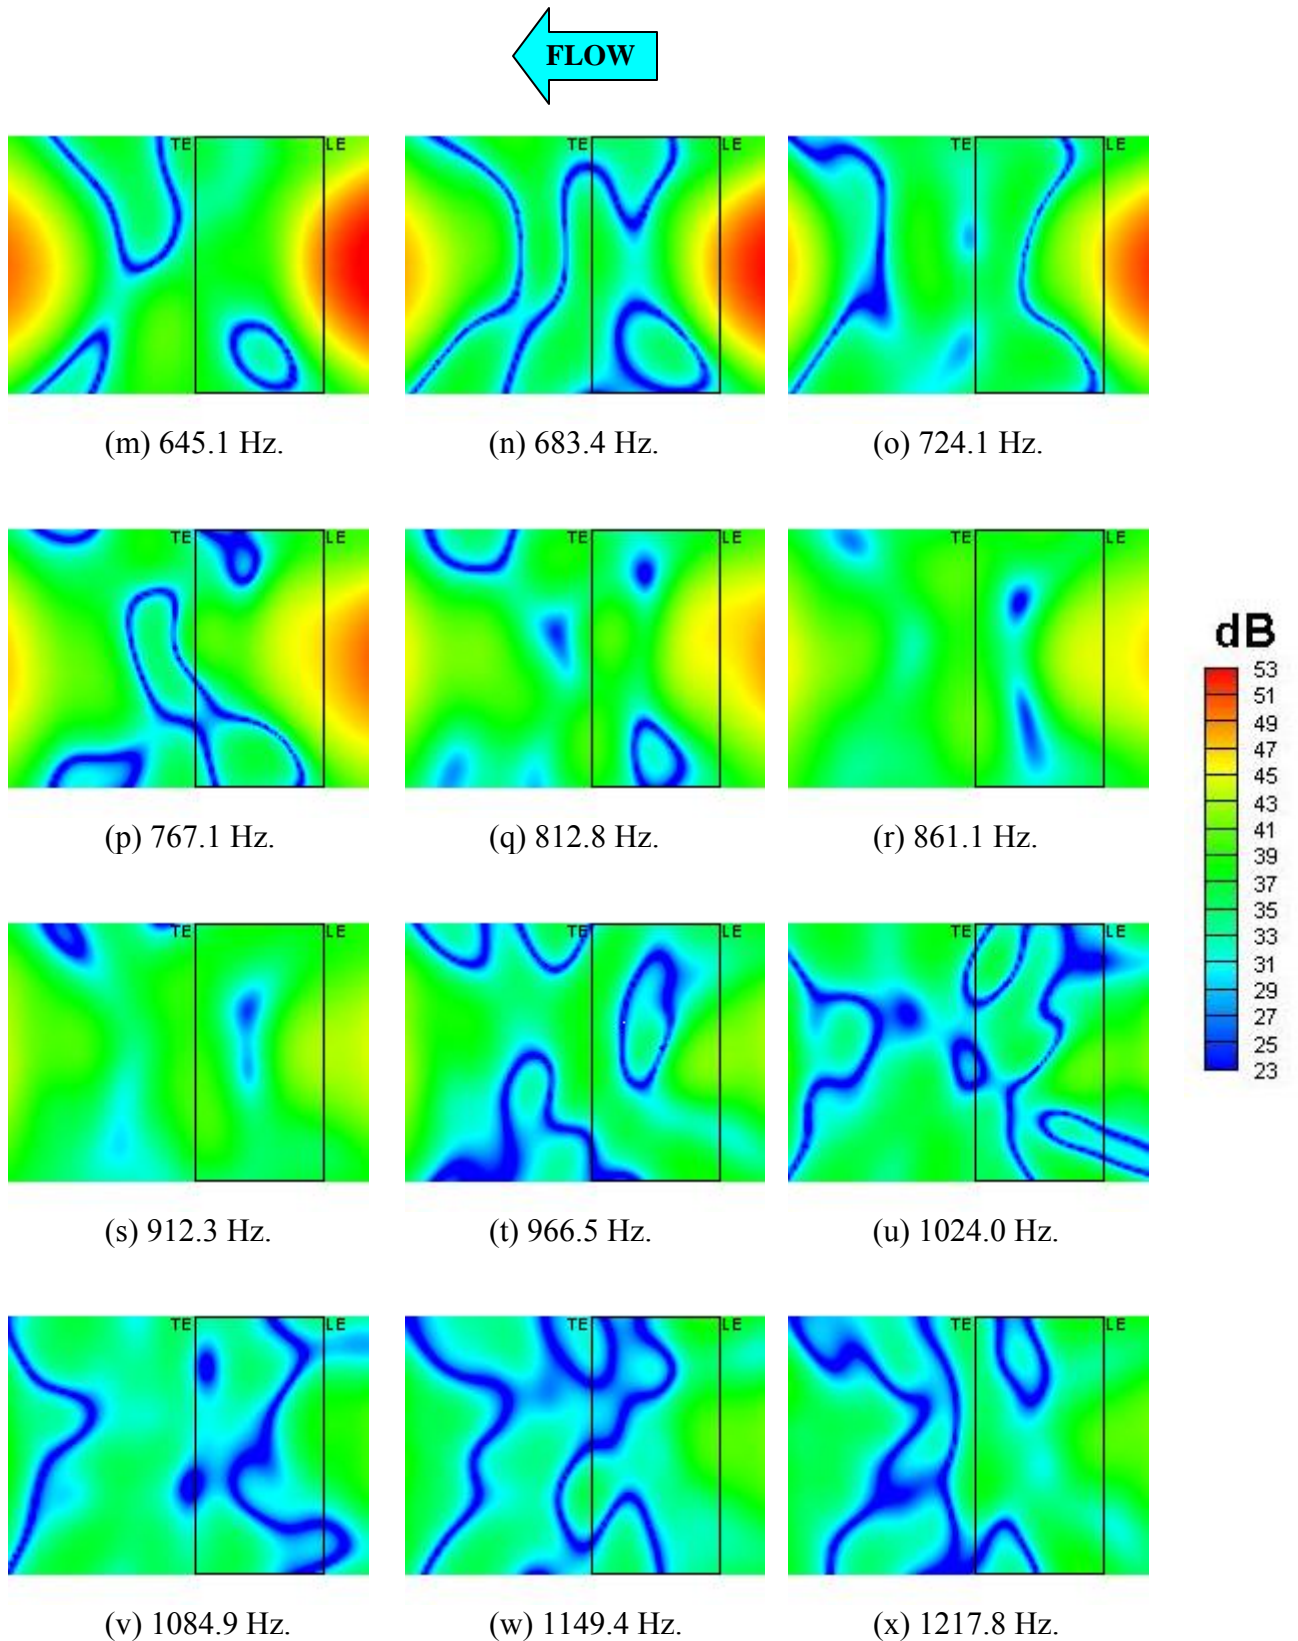 FLOW
TE LE TE LE TE LE
(m) 645.1 Hz. (n) 683.4 Hz. (o) 724.1 Hz.
TE LE TE LE TE LE
(p) 767.1 Hz. (q) 812.8 Hz. (r) 861.1 Hz.
dB
53
51
49
47
45
43
41
39
37
35
33
31
29
27
25
23
TE LE TE LE TE LE
(s) 912.3 Hz. (t) 966.5 Hz. (u) 1024.0 Hz.
TE LE TE LE TE LE
(v) 1084.9 Hz. (w) 1149.4 Hz. (x) 1217.8 Hz.